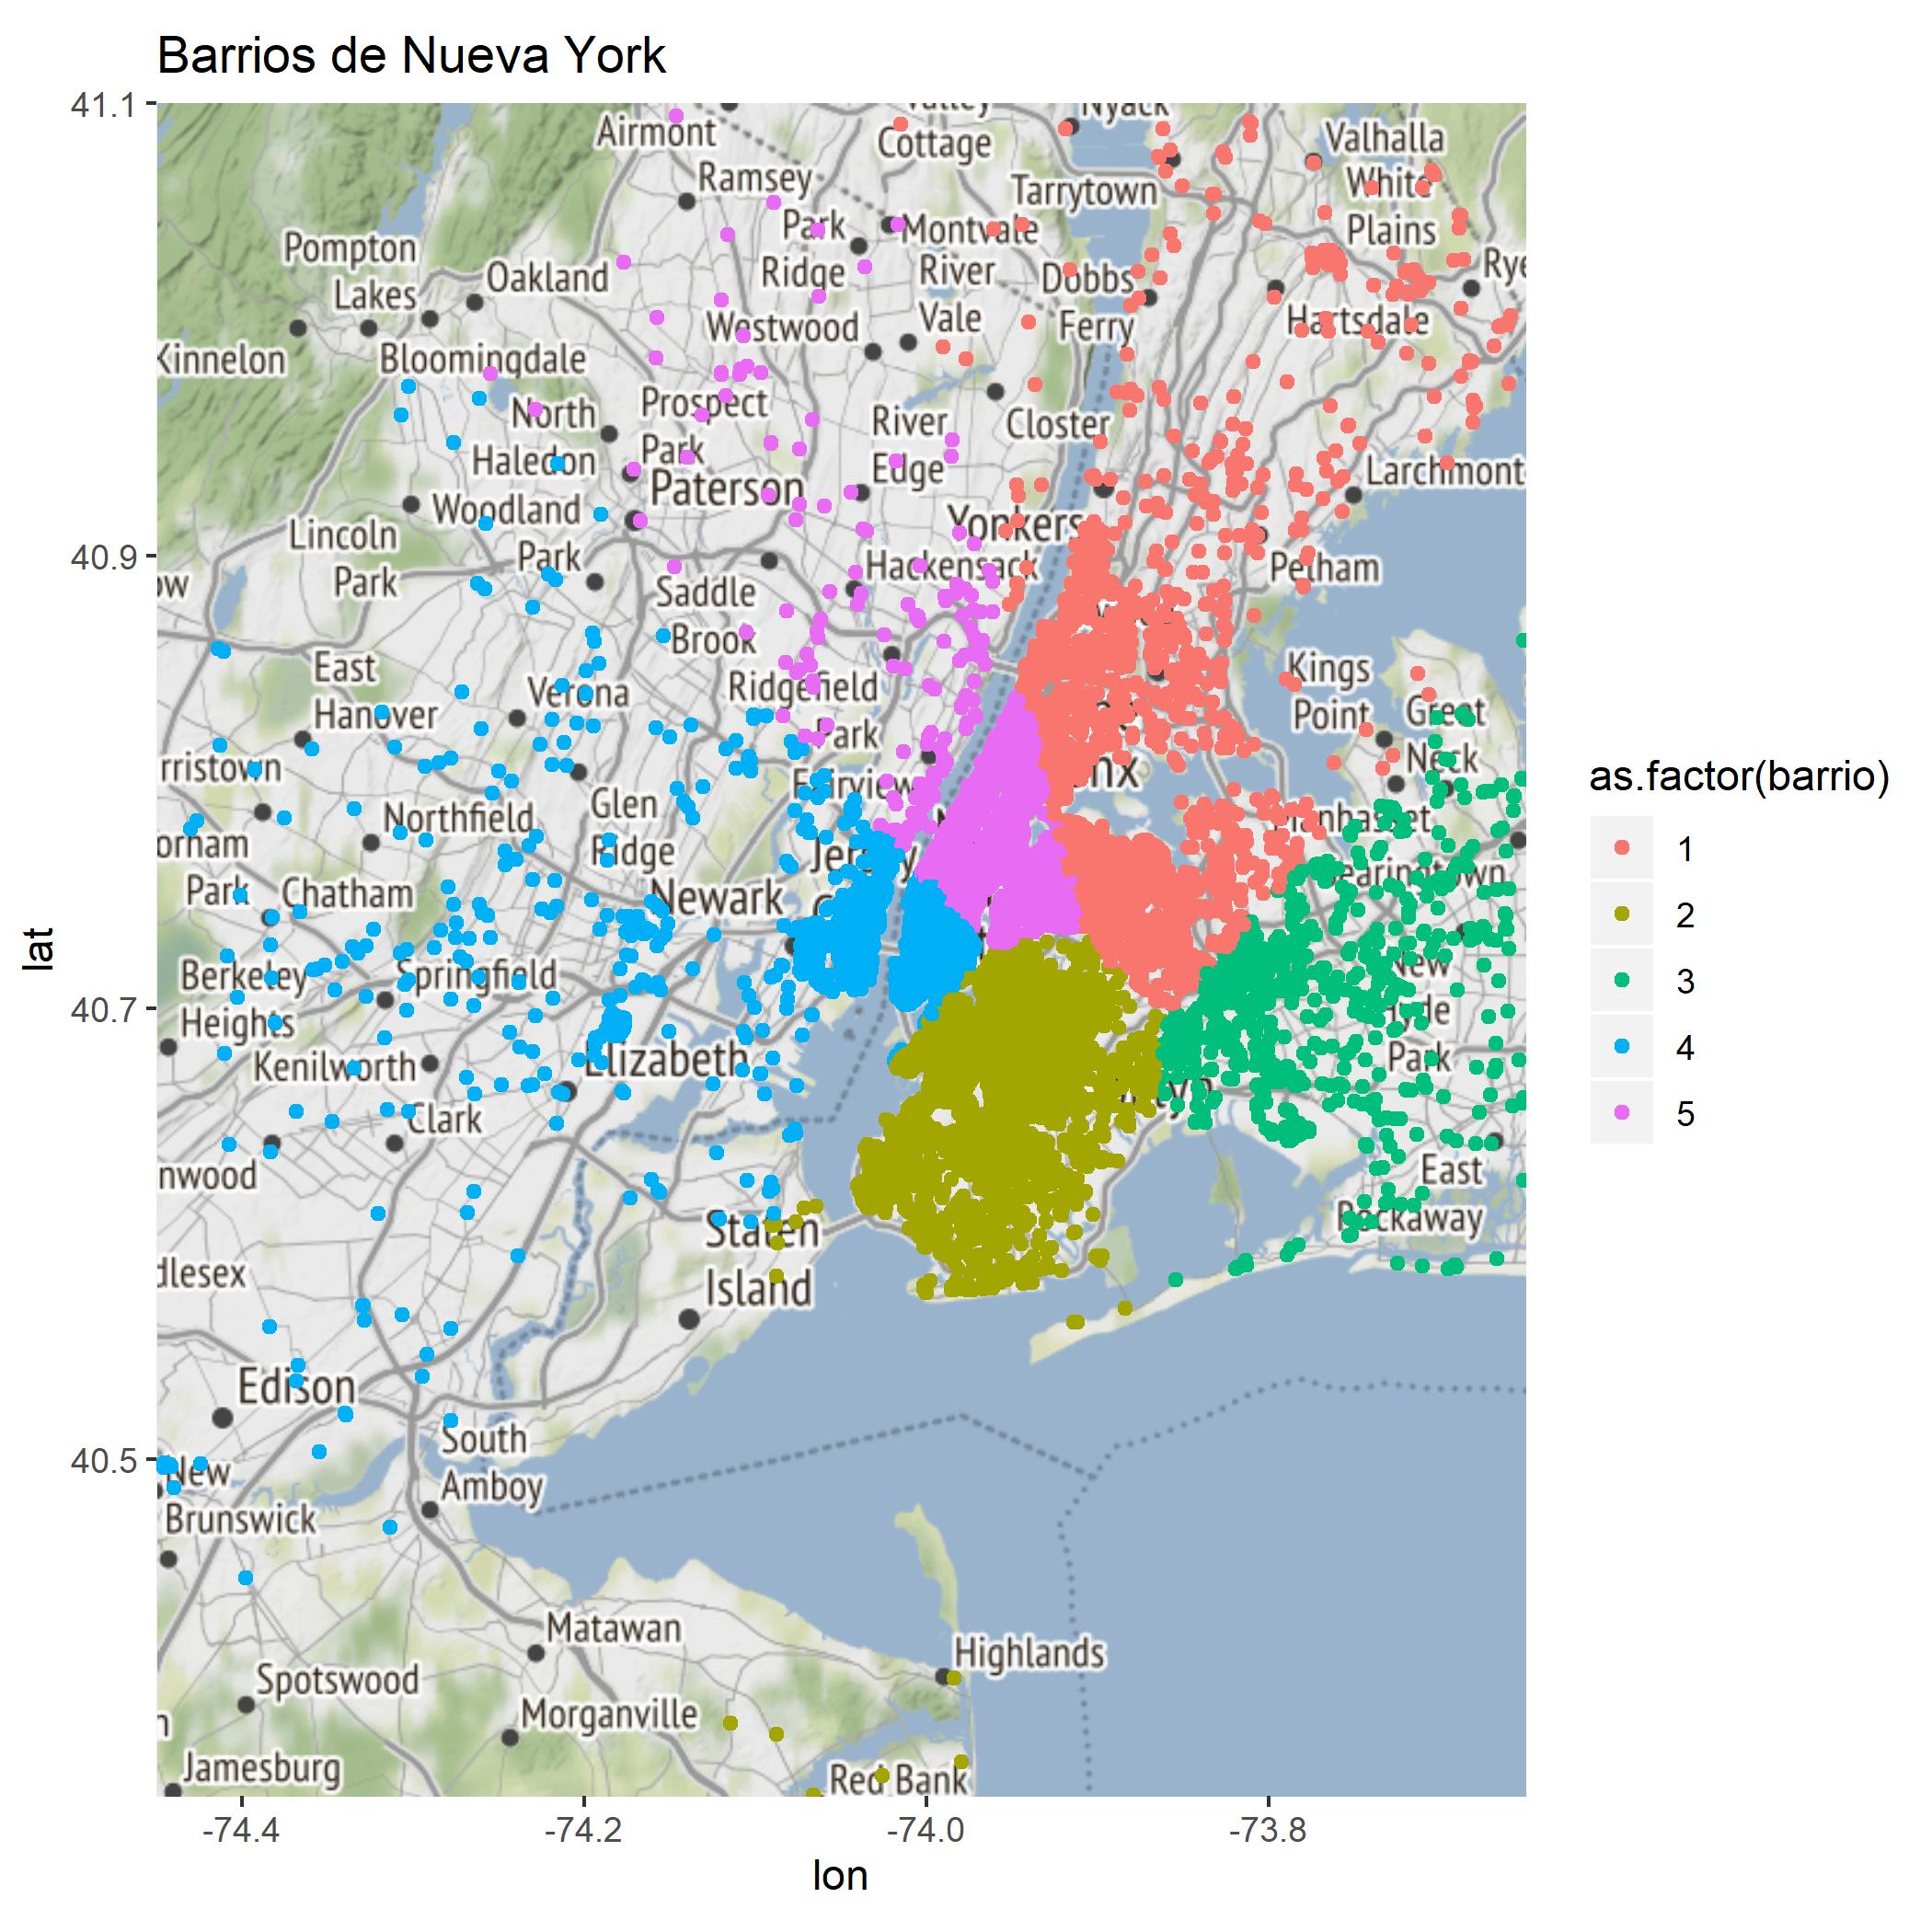 Barrios de Nueva York
41.1
40.9
40.7
40.5
lat
-74.4
-74.2
-74.0
-73.8
lon
Nyack
Airmont
Cottage
Valhalla
Ramsey
Tarrytown
White
Plains
Park
Ridge
Montvale
Pompton
Lakes
Oakland
River
Vale
Dobbs
Ferry
Rye
Westwood
Hartsdale
Kinnelon
Bloomingdale
North
Haledon
Prospect
Park
River
Edge
Closter
Paterson
Larchmont
Woodland
Park
Lincoln
Park
Yonkers
Hackensack
Pelham
Saddle
Brook
East
Hanover
Verona
Ridgefield
Park
Kings
Point
Great
Neck
rristown
Fairview
nx
Northfield
Glen
Ridge
orham
Park
Jersey
Chatham
Newark
Berkeley
Heights
Springfield
New
Hyde
Park
Kenilworth
Elizabeth
Clark
nwood
East
Rockaway
Staten
Island
dlesex
Edison
South
Amboy
New
Brunswick
Matawan
Highlands
Spotswood
Morganville
Jamesburg
Red Bank
as.factor(barrio)
1
2
3
4
5